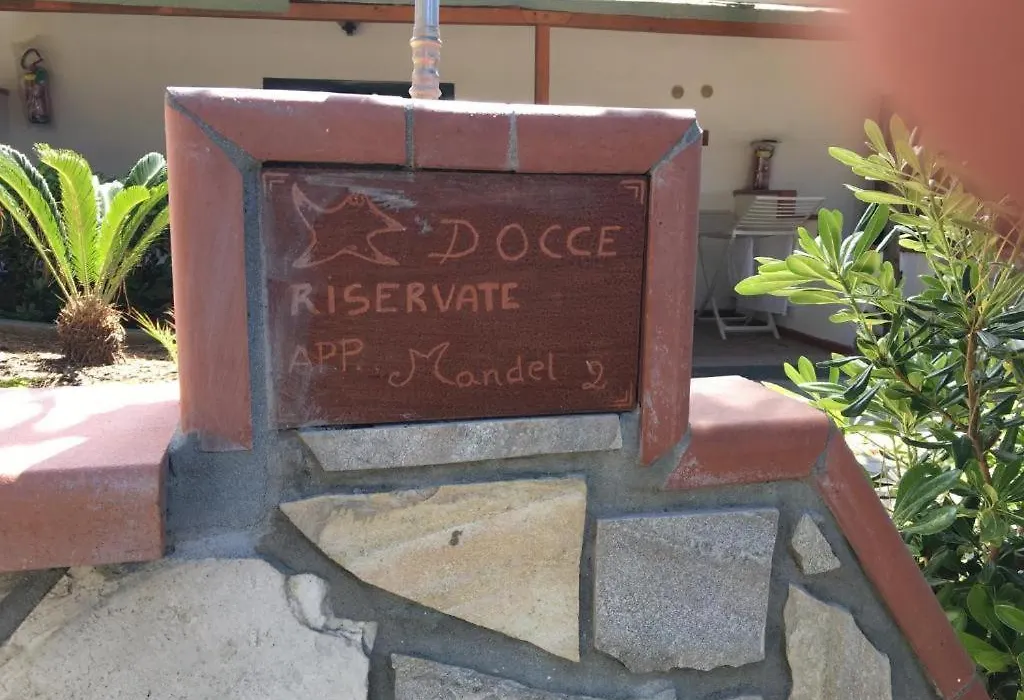 DOCCE
RISERVATE
APP. Mandel 2